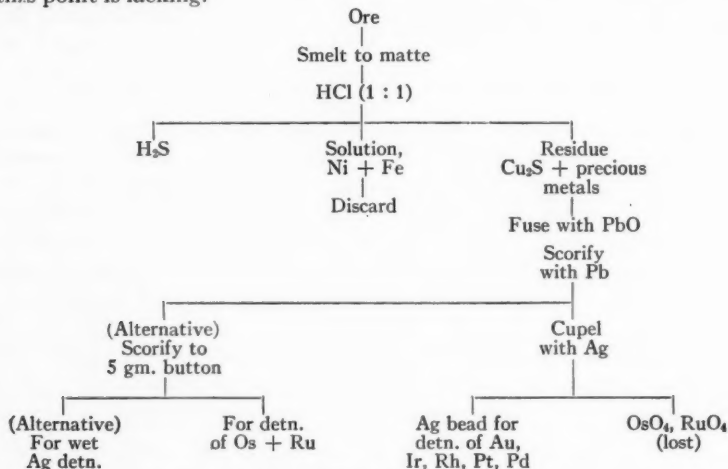 point is lacking.
Ore
Smelt to matte
HCl (1 : 1)
H₂S
Solution,
Ni + Fe
Discard
Residue
Cu₂S + precious
metals
Fuse with PbO
Scorify
with Pb
(Alternative)
Scorify to
5 gm. button
Cupel
with Ag
(Alternative)
For wet
Ag detn.
For detn.
of Os + Ru
Ag bead for
detn. of Au,
Ir, Rh, Pt, Pd
OsO₄, RuO₄
(lost)